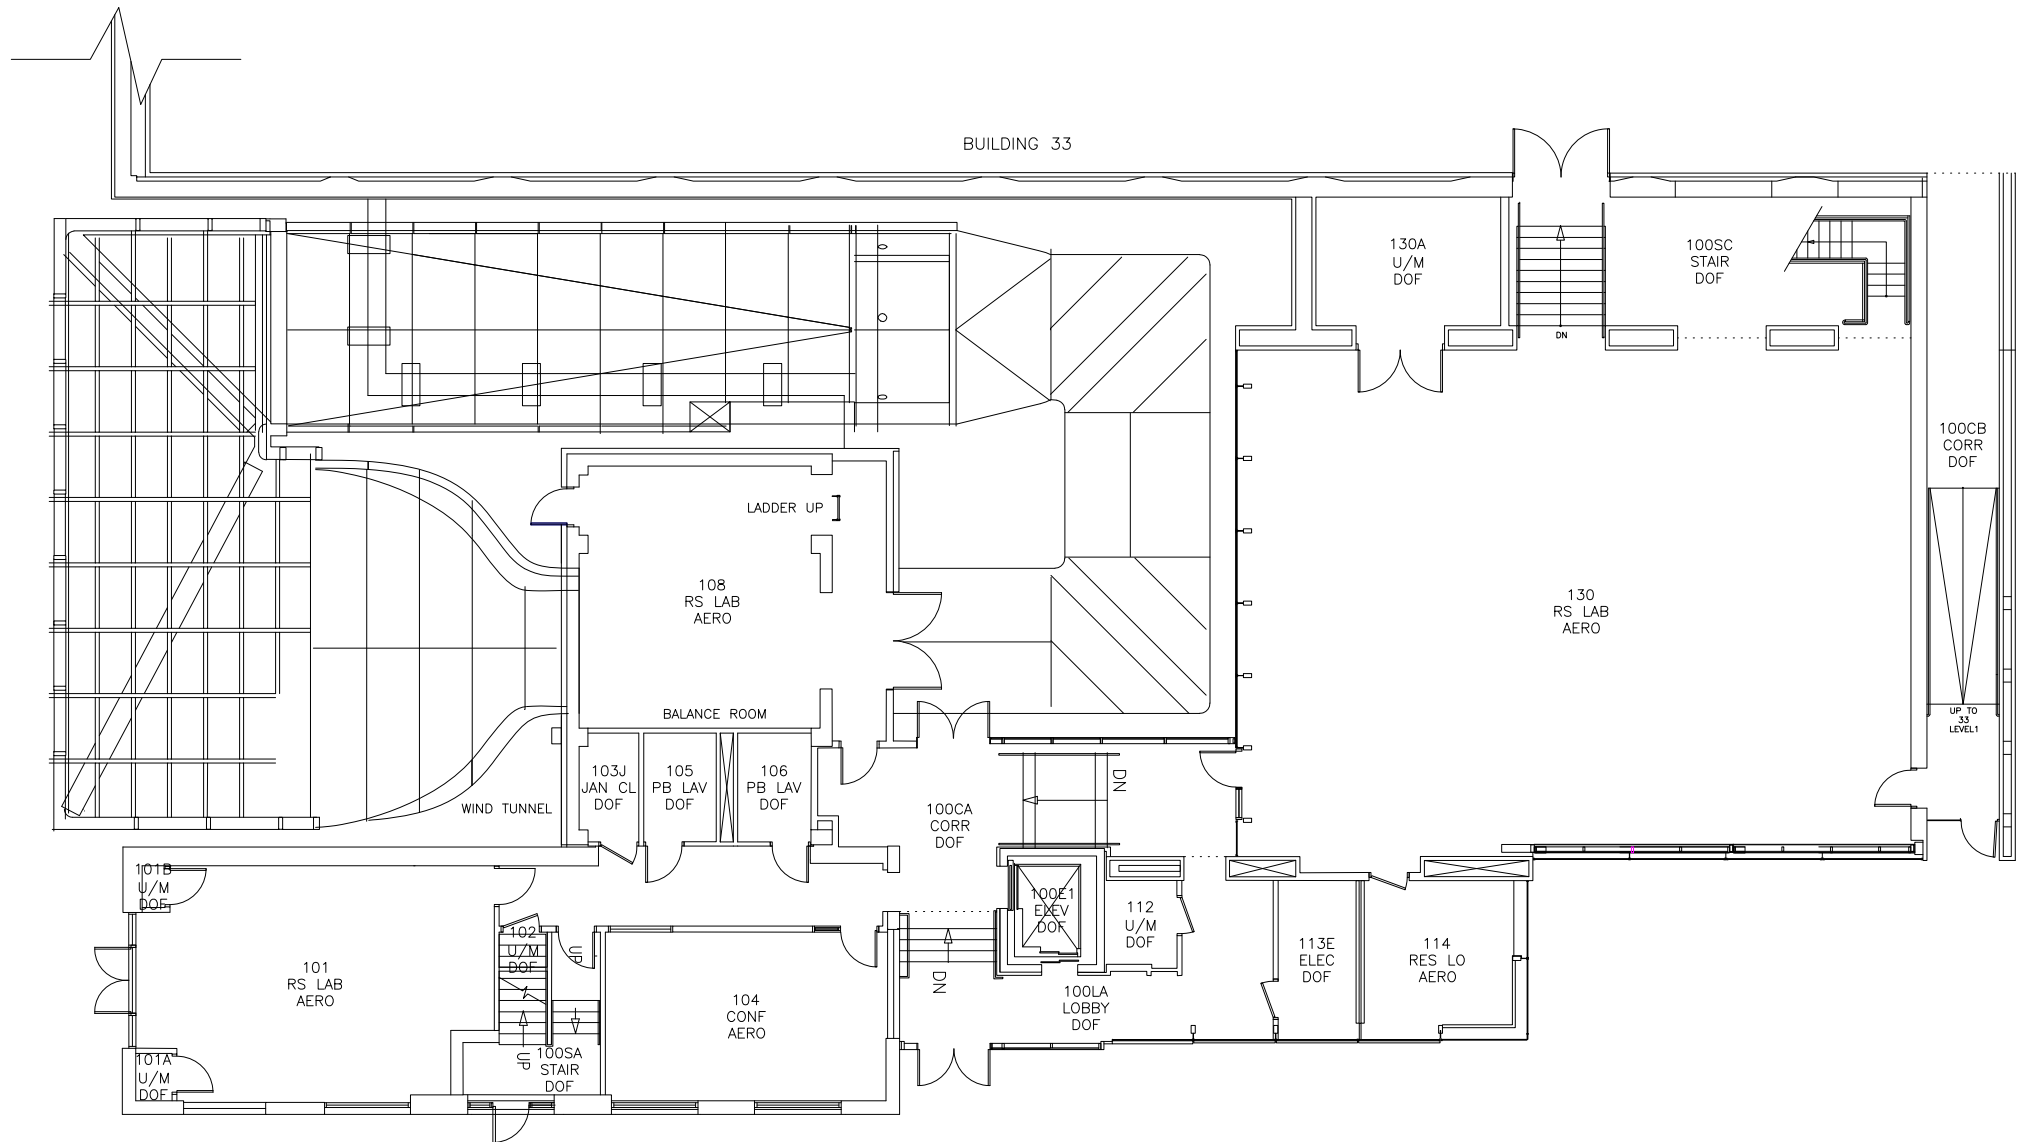 BUILDING 33
130A
U/M
DOF
100SC
STAIR
DOF
DN
100CB
CORR
DOF
LADDER UP
108
RS LAB
AERO
130
RS LAB
AERO
BALANCE ROOM
UP TO
33
LEVEL1
WIND TUNNEL
103J
JAN CL
DOF
105
PB LAV
DOF
106
PB LAV
DOF
100CA
CORR
DOF
DN
101B
U/M
DOF
100E1
ELEV
DOF
112
U/M
DOF
102
U/M
DOF
UP
113E
ELEC
DOF
114
RES LO
AERO
101
RS LAB
AERO
104
CONF
AERO
DN
100LA
LOBBY
DOF
101A
U/M
DOF
UP
100SA
STAIR
DOF